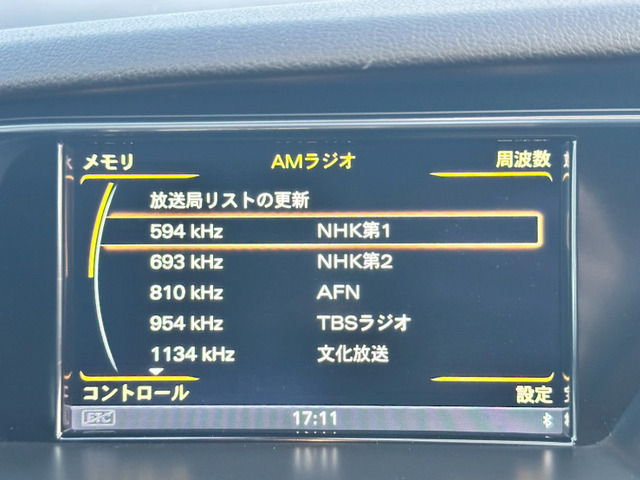 メモリ AMラジオ 周波数
放送局リストの更新
594 kHz NHK第1
693 kHz NHK第2
810 kHz AFN
954 kHz TBSラジオ
1134 kHz 文化放送
コントロール 設定
ETC 17:11